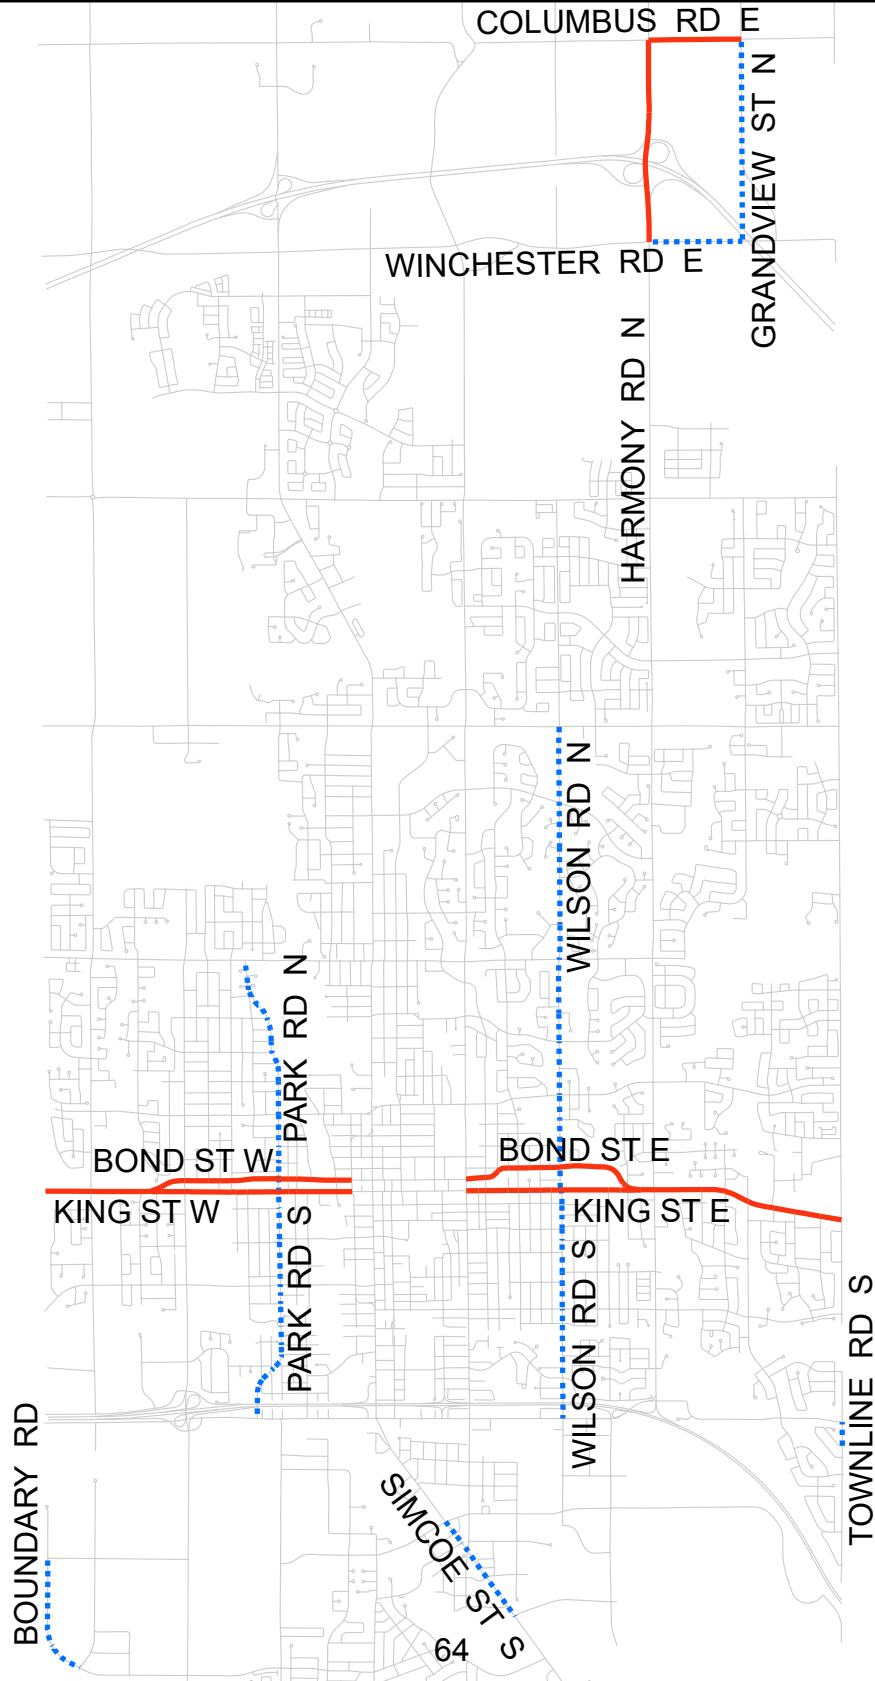 COLUMBUS RD E
GRANDVIEW ST N
WINCHESTER RD E
HARMONY RD N
WILSON RD N
PARK RD N
BOND ST W
BOND ST E
KING ST W
KING ST E
PARK RD S
WILSON RD S
TOWNLINE RD S
BOUNDARY RD
SIMCOE ST S
64